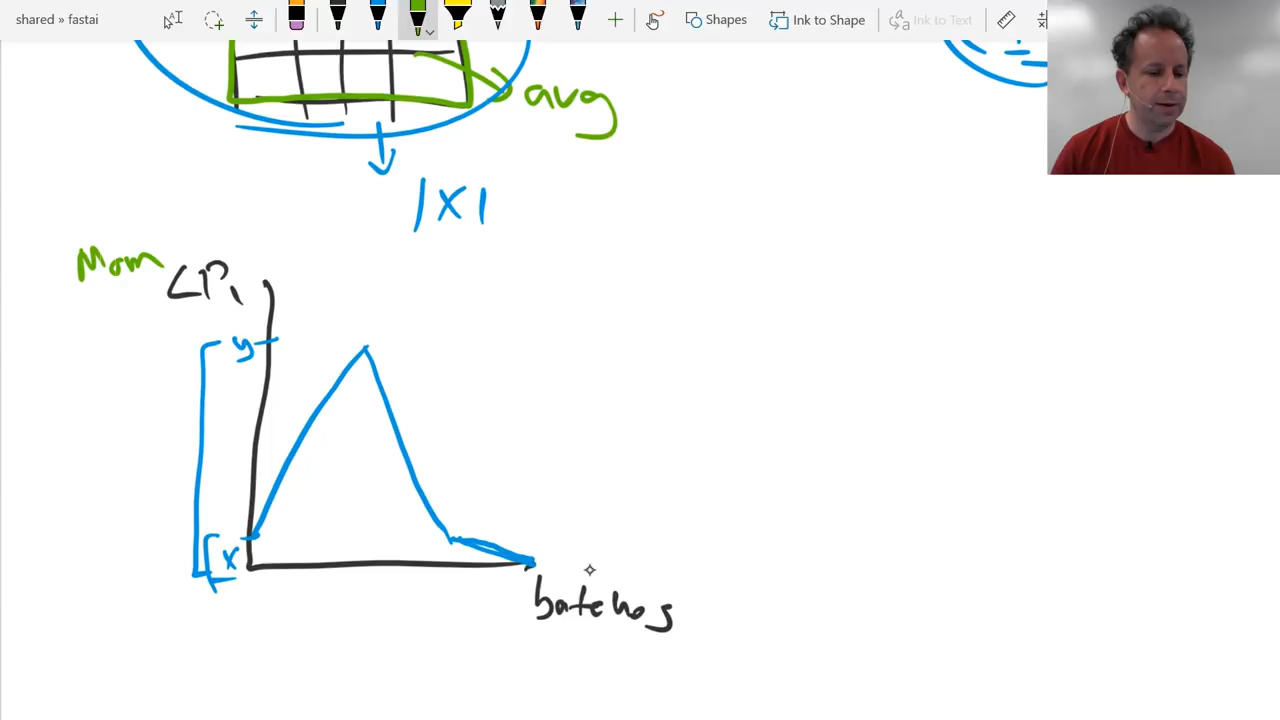 shared » fastai
Shapes
Ink to Shape
Ink to Text
avg
1x1
Mom
LR
y
x
batches